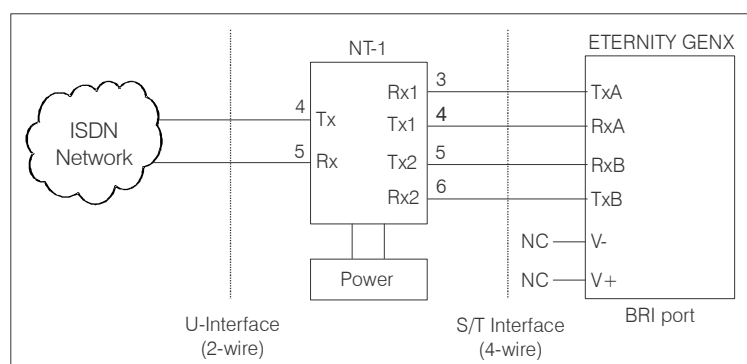 NT-1
ETERNITY GENX
ISDN
Network
4
Tx
5
Rx
Rx1
3
TxA
Tx1
4
RxA
Tx2
5
RxB
Rx2
6
TxB
NC
V-
NC
V+
Power
BRI port
U-Interface
(2-wire)
S/T Interface
(4-wire)